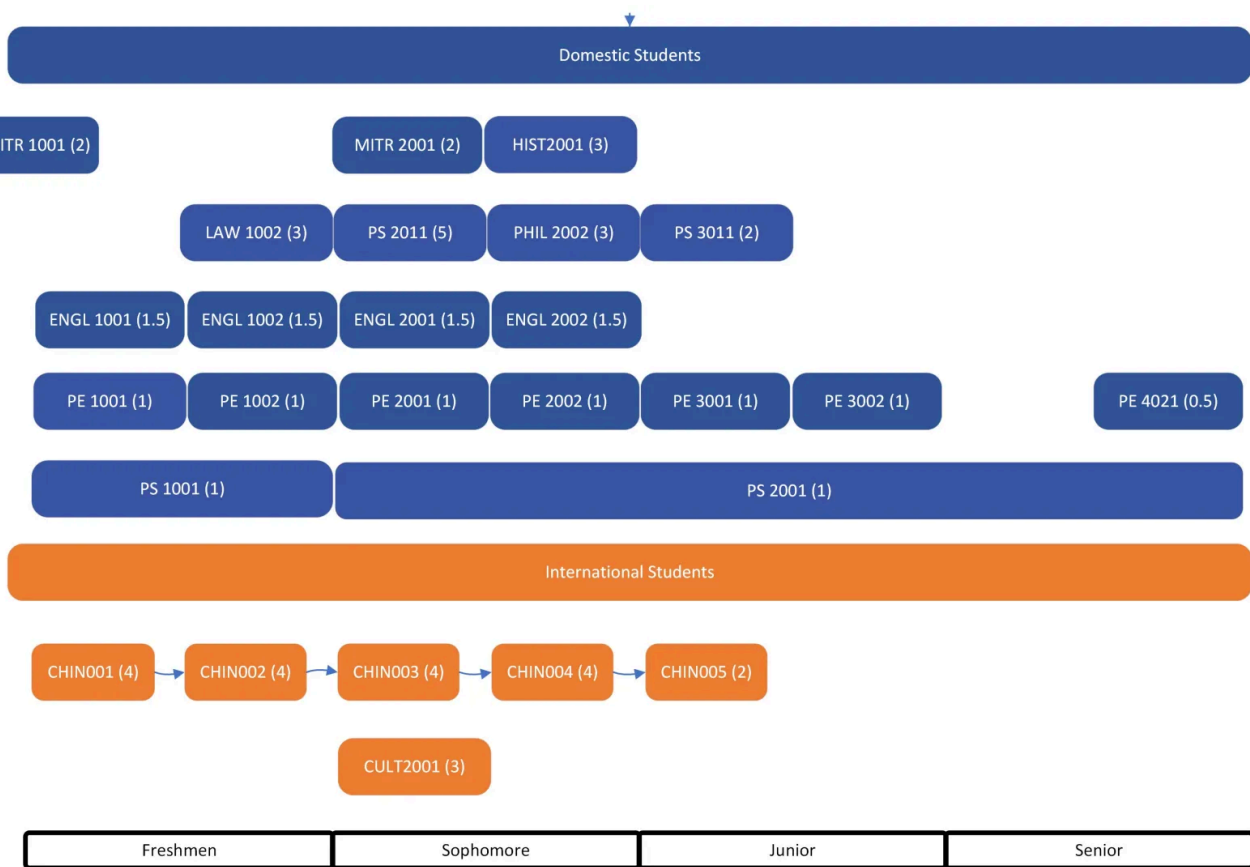 Domestic Students
ITR 1001 (2)
MITR 2001 (2)
HIST2001 (3)
LAW 1002 (3)
PS 2011 (5)
PHIL 2002 (3)
PS 3011 (2)
ENGL 1001 (1.5)
ENGL 1002 (1.5)
ENGL 2001 (1.5)
ENGL 2002 (1.5)
PE 1001 (1)
PE 1002 (1)
PE 2001 (1)
PE 2002 (1)
PE 3001 (1)
PE 3002 (1)
PE 4021 (0.5)
PS 1001 (1)
PS 2001 (1)
International Students
CHIN001 (4)
CHIN002 (4)
CHIN003 (4)
CHIN004 (4)
CHIN005 (2)
CULT2001 (3)
Freshmen
Sophomore
Junior
Senior